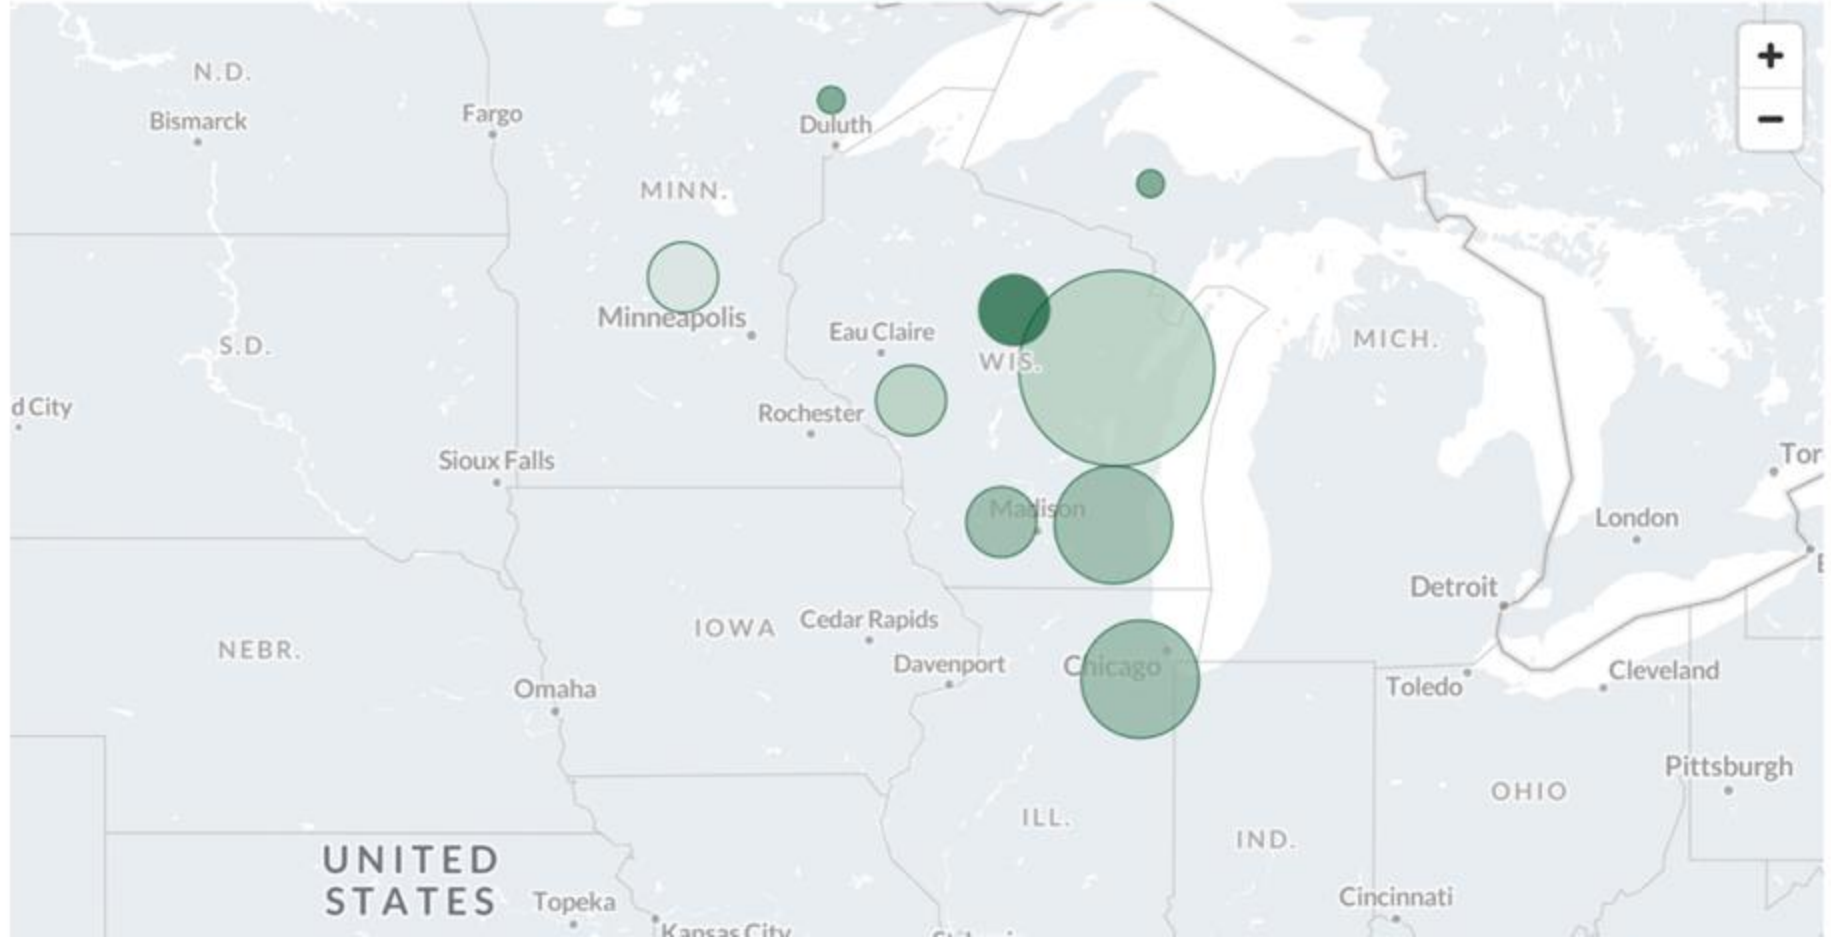 +
−
N.D.
Bismarck
Fargo
Duluth
MINN.
Minneapolis
Eau Claire
WIS.
MICH.
S.D.
d City
Rochester
Sioux Falls
Tor
Madison
London
Detroit
IOWA
Cedar Rapids
NEBR.
Davenport
Chicago
Toledo
Cleveland
Omaha
Pittsburgh
OHIO
ILL.
IND.
UNITED
STATES
Topeka
Cincinnati
Kansas City